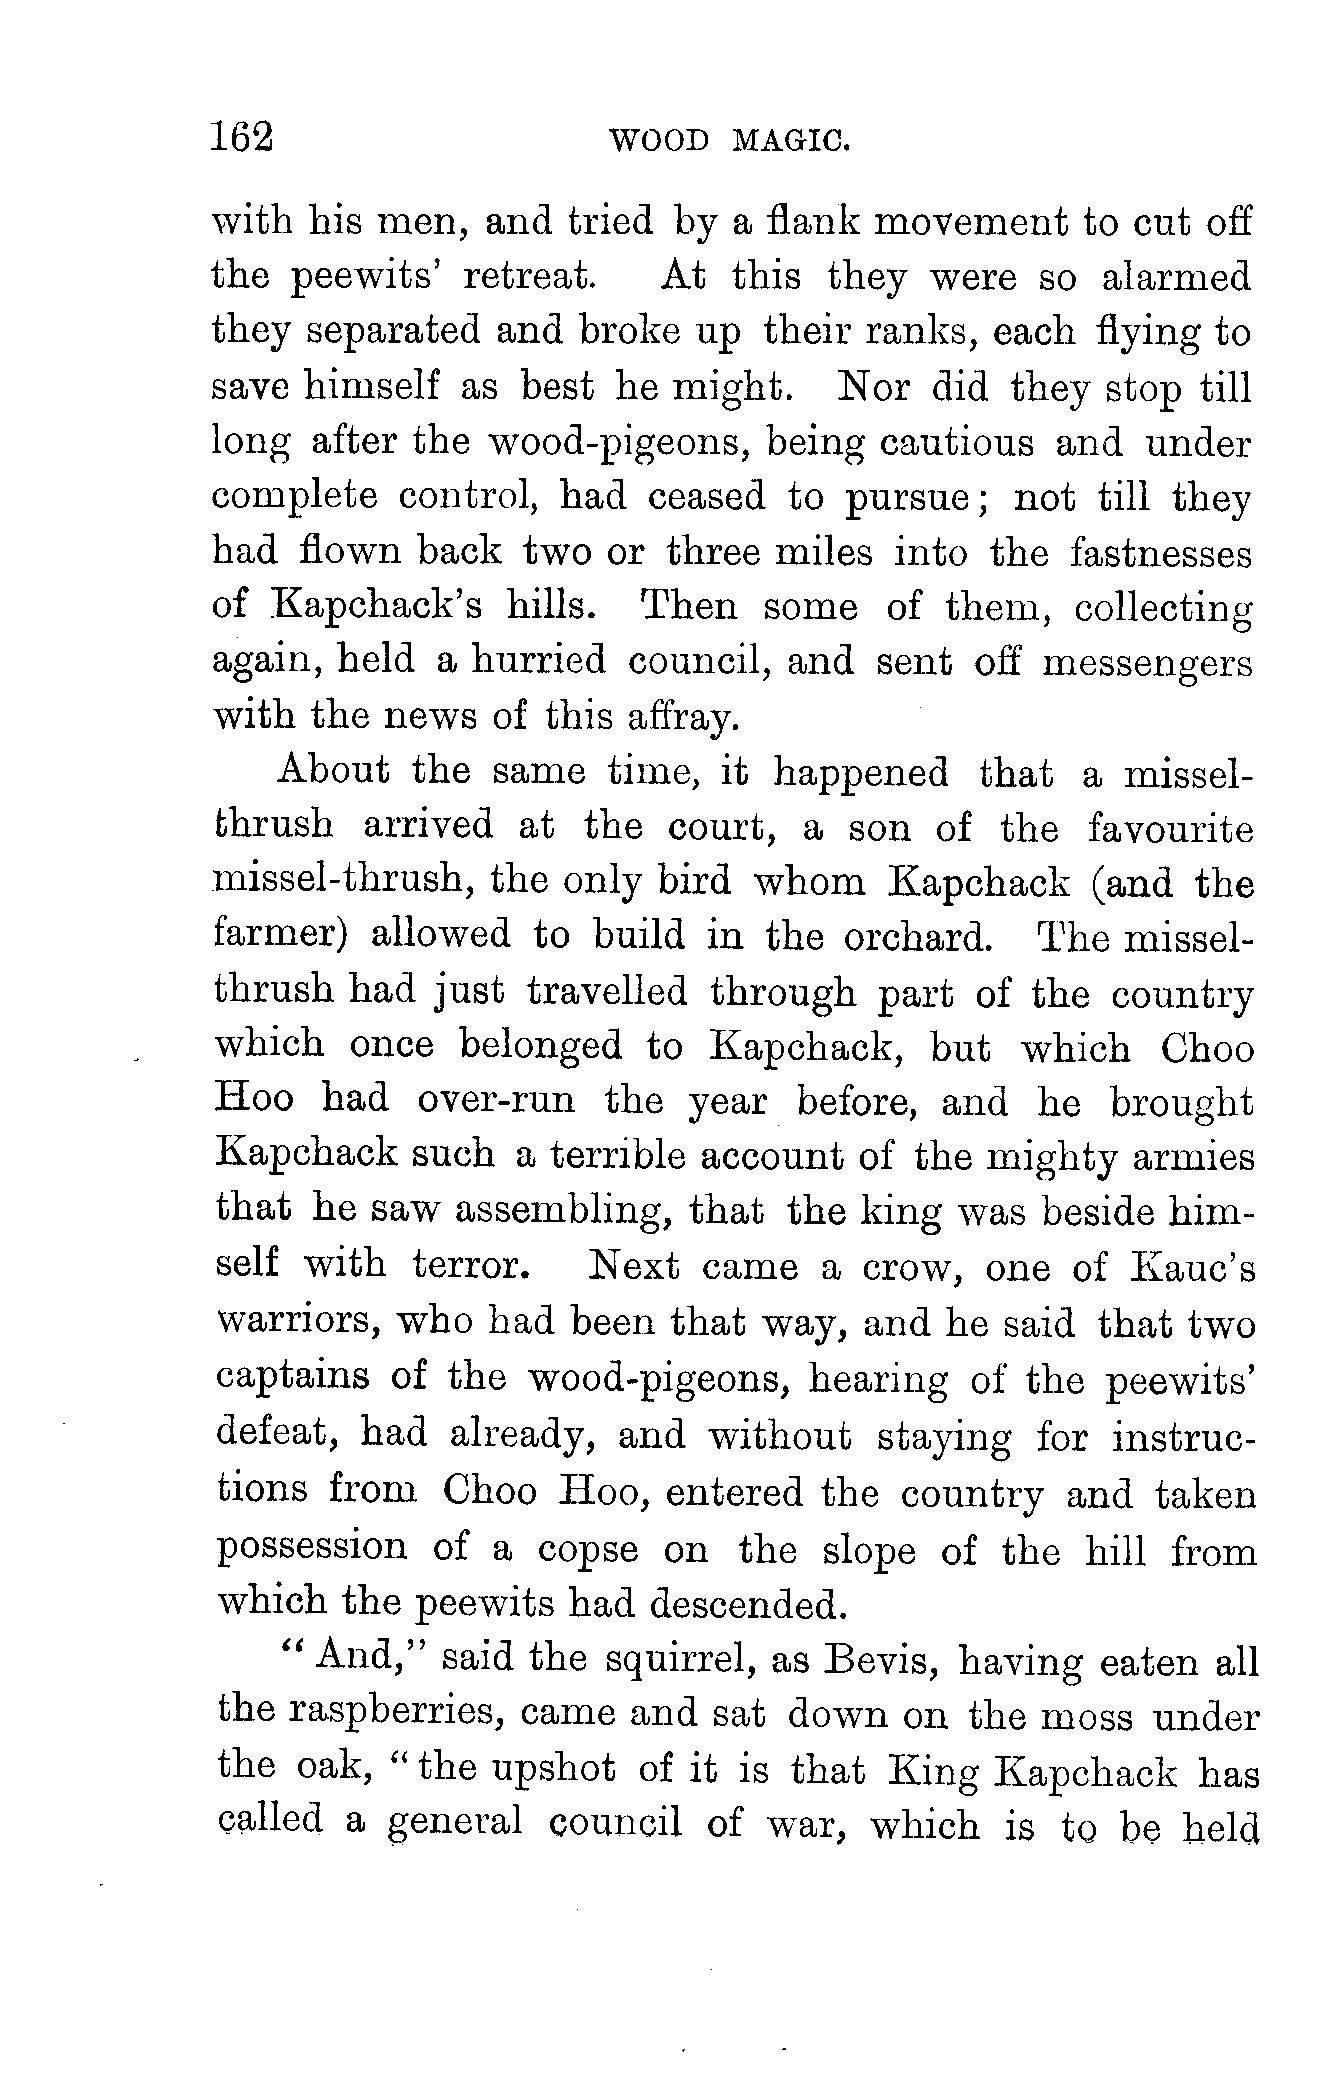 162 WOOD MAGIC.
with his men, and tried by a flank movement to cut off
the peewits' retreat. At this they were so alarmed
they separated and broke up their ranks, each flying to
save himself as best he might. Nor did they stop till
long after the wood-pigeons, being cautious and under
complete control, had ceased to pursue; not till they
had flown back two or three miles into the fastnesses
of Kapchack's hills. Then some of them, collecting
again, held a hurried council, and sent off messengers
with the news of this affray.
About the same time, it happened that a missel-
thrush arrived at the court, a son of the favourite
missel-thrush, the only bird whom Kapchack (and the
farmer) allowed to build in the orchard. The missel-
thrush had just travelled through part of the country
which once belonged to Kapchack, but which Choo
Hoo had over-run the year before, and he brought
Kapchack such a terrible account of the mighty armies
that he saw assembling, that the king was beside him-
self with terror. Next came a crow, one of Kauc's
warriors, who had been that way, and he said that two
captains of the wood-pigeons, hearing of the peewits'
defeat, had already, and without staying for instruc-
tions from Choo Hoo, entered the country and taken
possession of a copse on the slope of the hill from
which the peewits had descended.
“ And,” said the squirrel, as Bevis, having eaten all
the raspberries, came and sat down on the moss under
the oak, “ the upshot of it is that King Kapchack has
called a general council of war, which is to be held